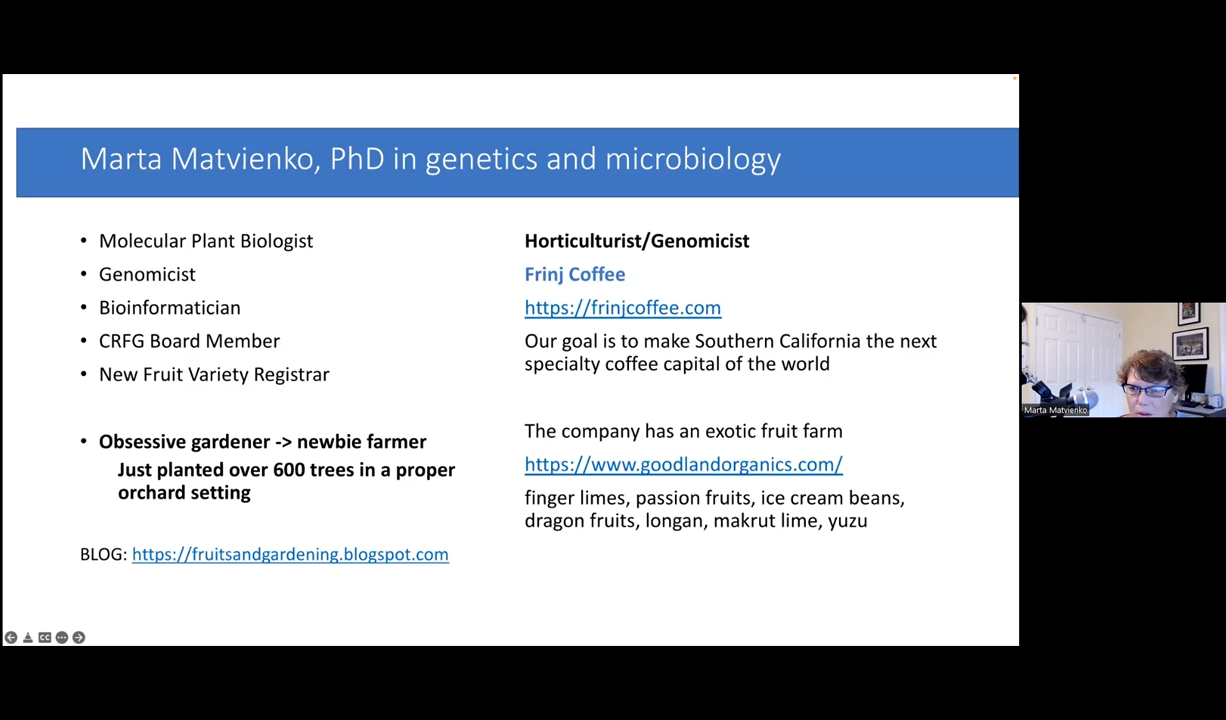 Marta Matvienko, PhD in genetics and microbiology
• Molecular Plant Biologist
• Genomicist
• Bioinformatician
• CRFG Board Member
• New Fruit Variety Registrar
• Obsessive gardener -> newbie farmer
Just planted over 600 trees in a proper
orchard setting
BLOG: https://fruitsandgardening.blogspot.com
Horticulturist/Genomicist
Frinj Coffee
https://frinjcoffee.com
Our goal is to make Southern California the next
specialty coffee capital of the world
The company has an exotic fruit farm
https://www.goodlandorganics.com/
finger limes, passion fruits, ice cream beans,
dragon fruits, longan, makrut lime, yuzu
CC
Marta Matvienko